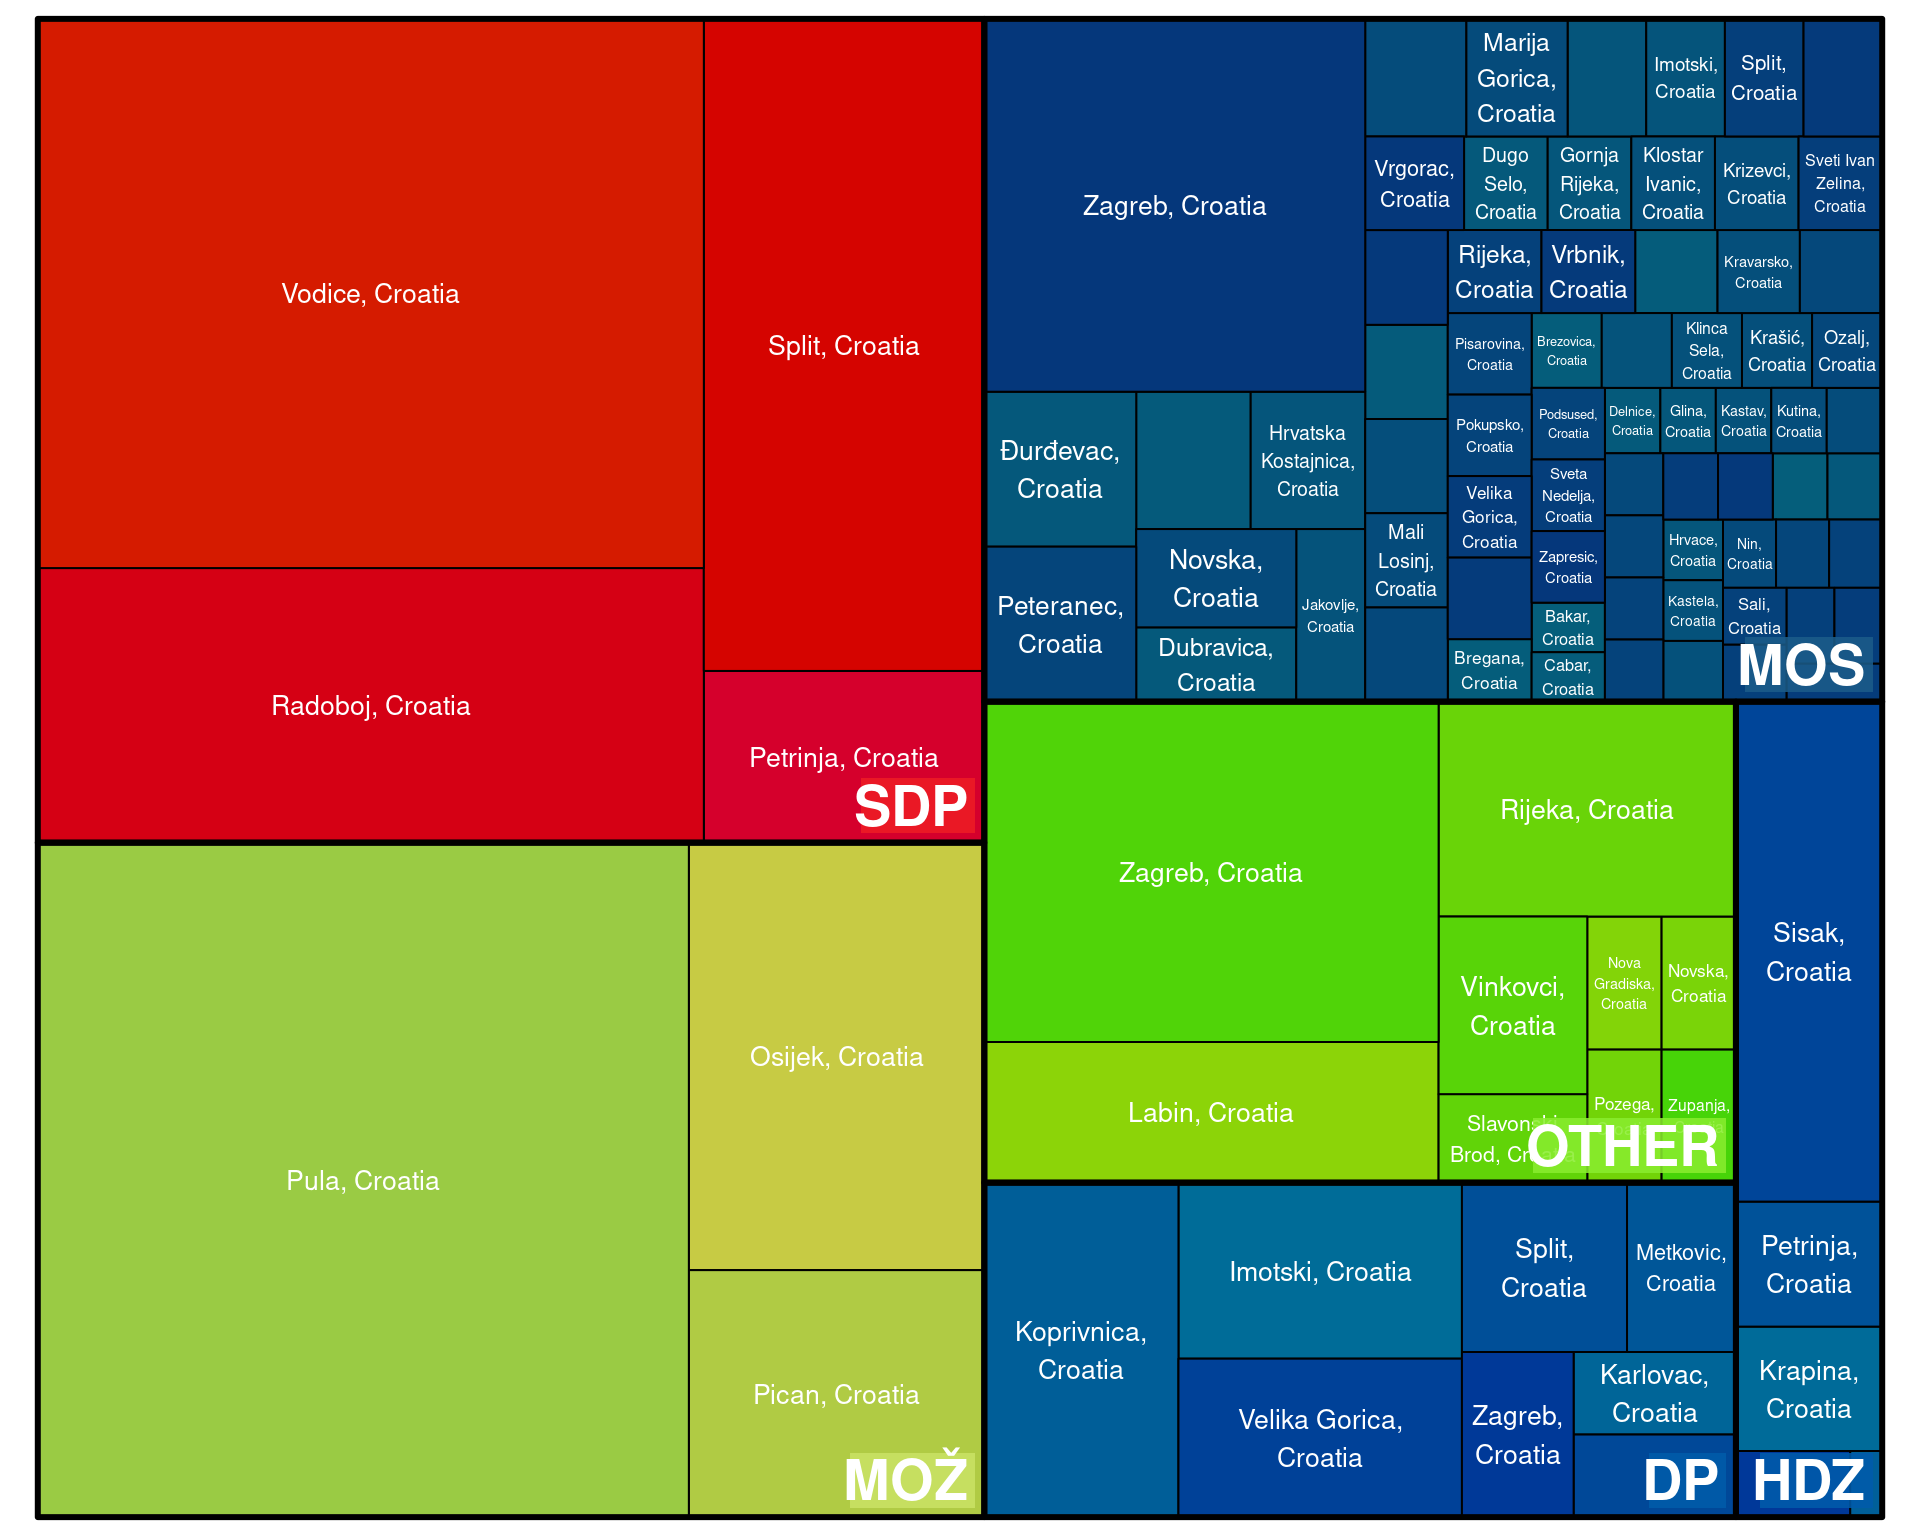 Vodice, Croatia
Radoboj, Croatia
Split, Croatia
Petrinja, Croatia
SDP
Pula, Croatia
Osijek, Croatia
Pican, Croatia
MOŽ
Zagreb, Croatia
Đurđevac,
Croatia
Peteranec,
Croatia
Hrvatska
Kostajnica,
Croatia
Novska,
Croatia
Dubravica,
Croatia
Jakovlje,
Croatia
Marija
Gorica,
Croatia
Imotski,
Croatia
Split,
Croatia
Vrgorac,
Croatia
Dugo
Selo,
Croatia
Gornja
Rijeka,
Croatia
Klostar
Ivanic,
Croatia
Krizevci,
Croatia
Sveti Ivan
Zelina,
Croatia
Mali
Losinj,
Croatia
Rijeka,
Croatia
Vrbnik,
Croatia
Kravarsko,
Croatia
Pisarovina,
Croatia
Pokupsko,
Croatia
Velika
Gorica,
Croatia
Bregana,
Croatia
Brezovica,
Croatia
Klinca
Sela,
Croatia
Krašić,
Croatia
Ozalj,
Croatia
Podsused,
Croatia
Sveta
Nedelja,
Croatia
Zapresic,
Croatia
Bakar,
Croatia
Cabar,
Croatia
Delnice,
Croatia
Glina,
Croatia
Kastav,
Croatia
Kutina,
Croatia
Hrvace,
Croatia
Kastela,
Croatia
Nin,
Croatia
Sali,
Croatia
MOS
Zagreb, Croatia
Labin, Croatia
Rijeka, Croatia
Vinkovci,
Croatia
Slavonski
Brod, Croatia
Nova
Gradiska,
Croatia
Novska,
Croatia
Pozega,
Zupanja,
OTHER
Koprivnica,
Croatia
Imotski, Croatia
Velika Gorica,
Croatia
Split,
Croatia
Metkovic,
Croatia
Zagreb,
Croatia
Karlovac,
Croatia
DP
Sisak,
Croatia
Petrinja,
Croatia
Krapina,
Croatia
HDZ